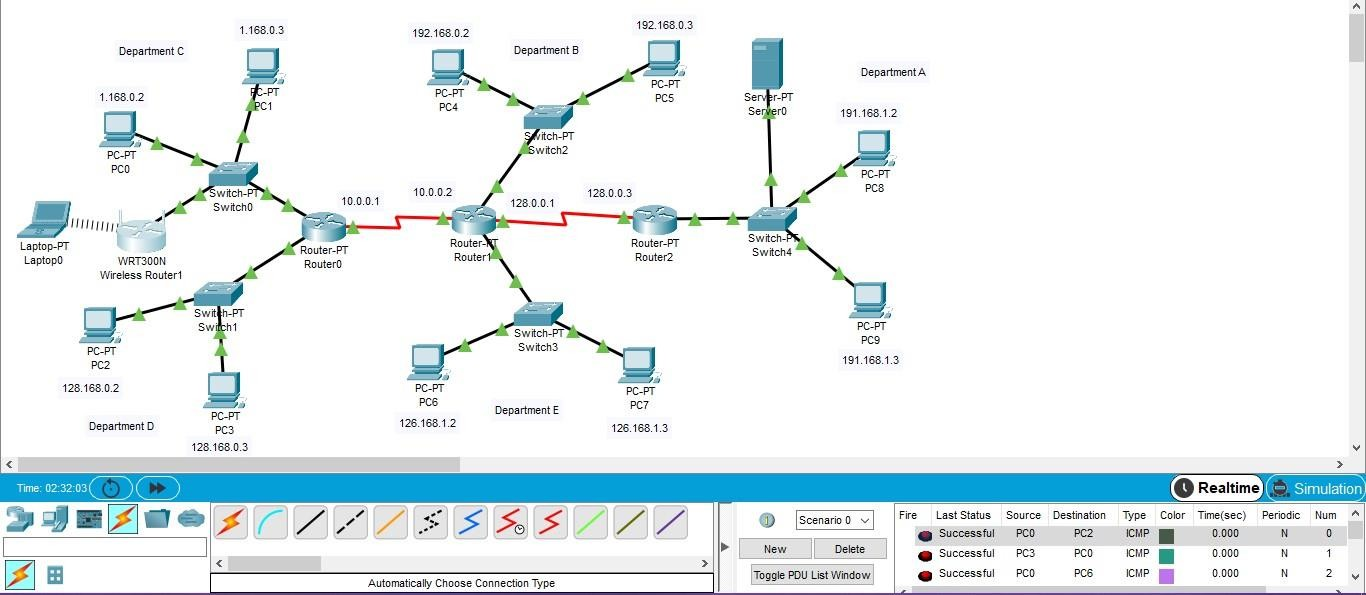 Department C
1.168.0.3
PC-PT
PC1
1.168.0.2
PC-PT
PC0
Switch-PT
Switch0
Laptop-PT
Laptop0
WRT300N
Wireless Router1
10.0.0.1
Router-PT
Router0
Switch-PT
Switch1
PC-PT
PC2
128.168.0.2
Department D
PC-PT
PC3
128.168.0.3
192.168.0.2
Department B
192.168.0.3
PC-PT
PC4
PC-PT
PC5
Switch-PT
Switch2
10.0.0.2
128.0.0.1
128.0.0.3
Router-PT
Router1
Router-PT
Router2
Switch-PT
Switch3
PC-PT
PC6
126.168.1.2
Department E
PC-PT
PC7
126.168.1.3
Server-PT
Server0
Department A
191.168.1.2
PC-PT
PC8
Switch-PT
Switch4
PC-PT
PC9
191.168.1.3
Time: 02:32:03
Realtime
Simulation
Automatically Choose Connection Type
Scenario 0
New
Delete
Toggle PDU List Window
Fire Last Status Source Destination Type Color Time(sec) Periodic Num
Successful PC0 PC2 ICMP 0.000 N 0
Successful PC3 PC0 ICMP 0.000 N 1
Successful PC0 PC6 ICMP 0.000 N 2